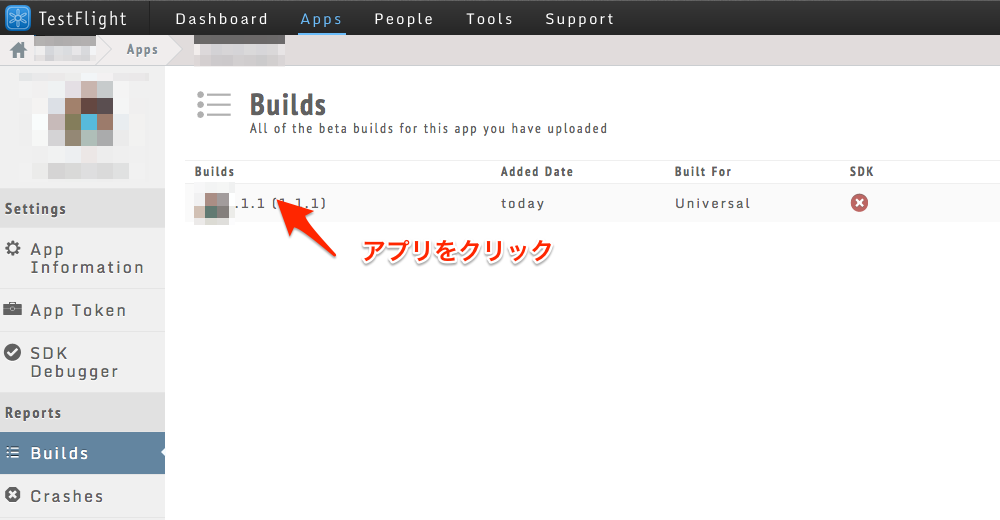 TestFlight Dashboard Apps People Tools Support
Apps
Builds
All of the beta builds for this app you have uploaded
Builds Added Date Built For SDK
.1.1 (1.1.1) today Universal
アプリをクリック
Settings
App
Information
App Token
SDK
Debugger
Reports
Builds
Crashes